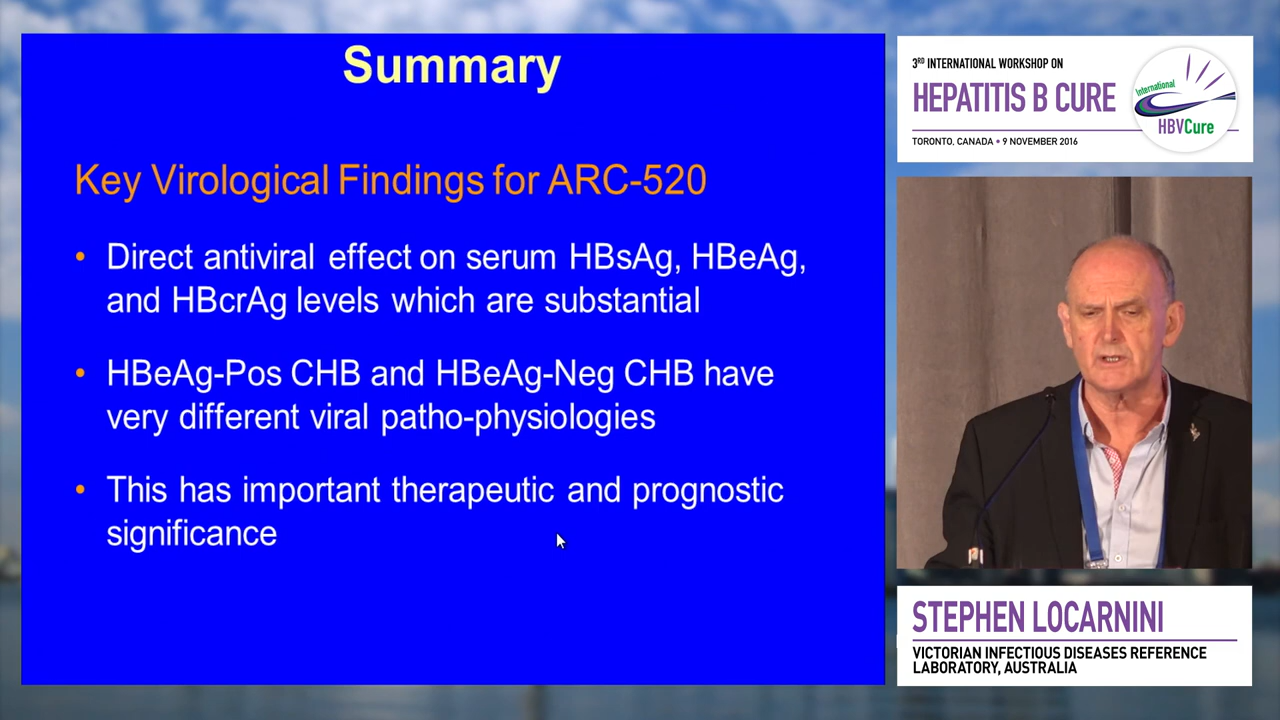 Summary
Key Virological Findings for ARC-520
• Direct antiviral effect on serum HBsAg, HBeAg,
and HBcrAg levels which are substantial
• HBeAg-Pos CHB and HBeAg-Neg CHB have
very different viral patho-physiologies
• This has important therapeutic and prognostic
significance
3RD INTERNATIONAL WORKSHOP ON
HEPATITIS B CURE
TORONTO, CANADA • 9 NOVEMBER 2016
International
HBVCure
STEPHEN LOCARNINI
VICTORIAN INFECTIOUS DISEASES REFERENCE
LABORATORY, AUSTRALIA